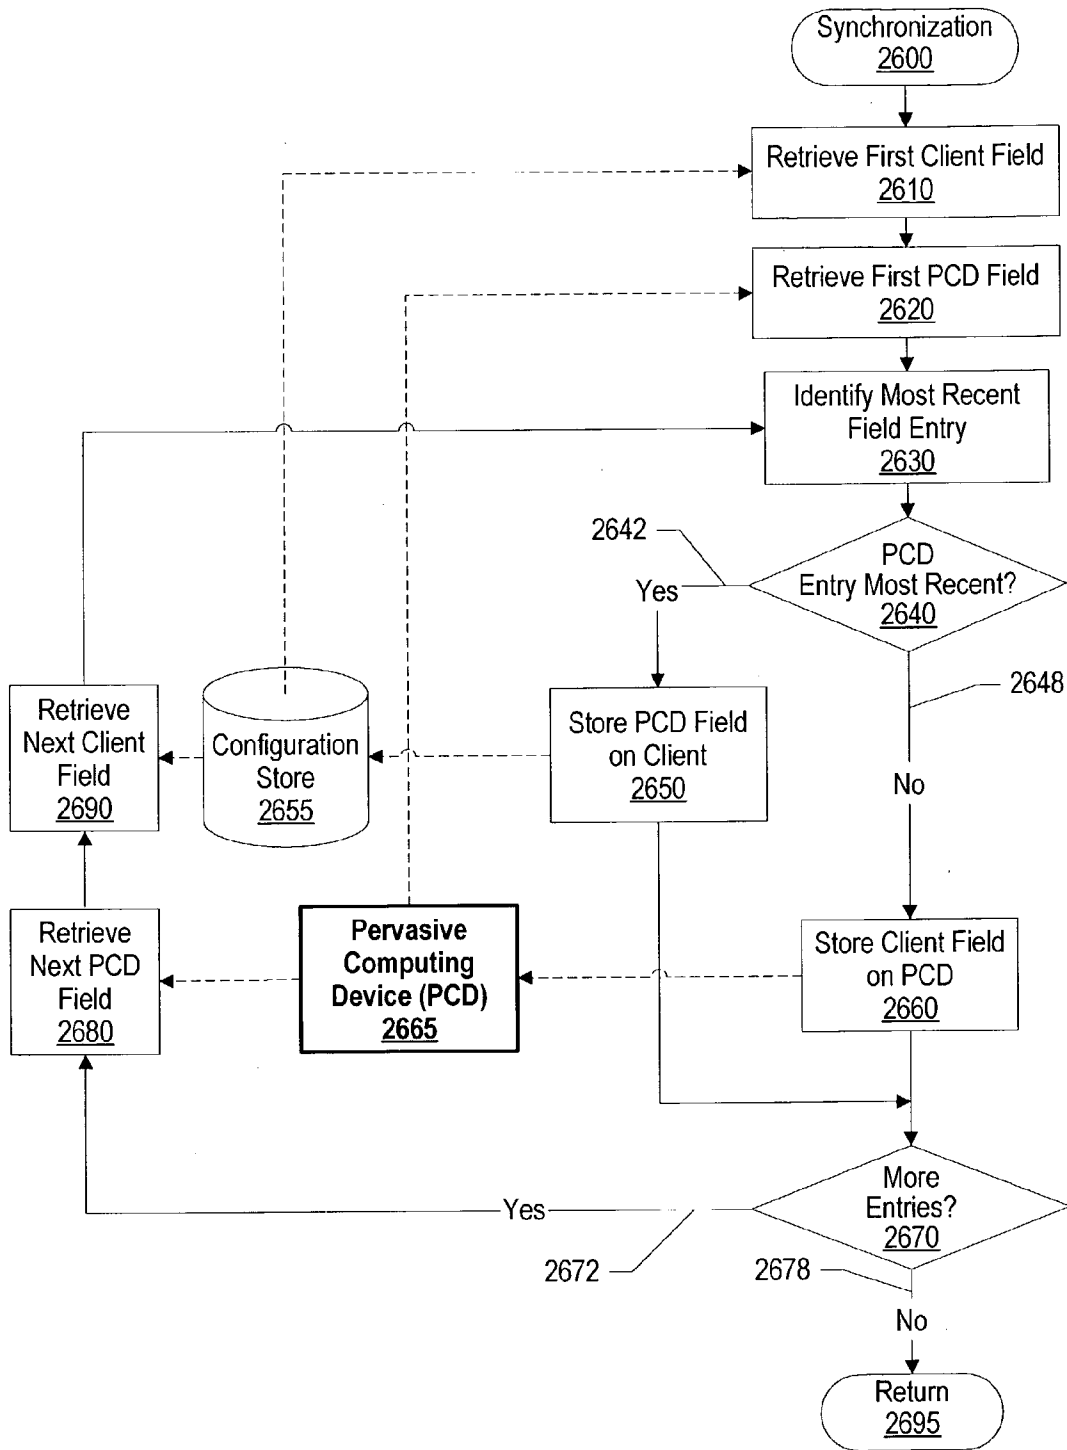 Synchronization
2600
Retrieve First Client Field
2610
Retrieve First PCD Field
2620
Identify Most Recent
Field Entry
2630
2642
PCD
Entry Most Recent?
2640
Yes
2648
Retrieve
Next Client
Field
2690
Configuration
Store
2655
Store PCD Field
on Client
2650
No
Retrieve
Next PCD
Field
2680
Pervasive
Computing
Device (PCD)
2665
Store Client Field
on PCD
2660
More
Entries?
2670
Yes
2672
2678
No
Return
2695